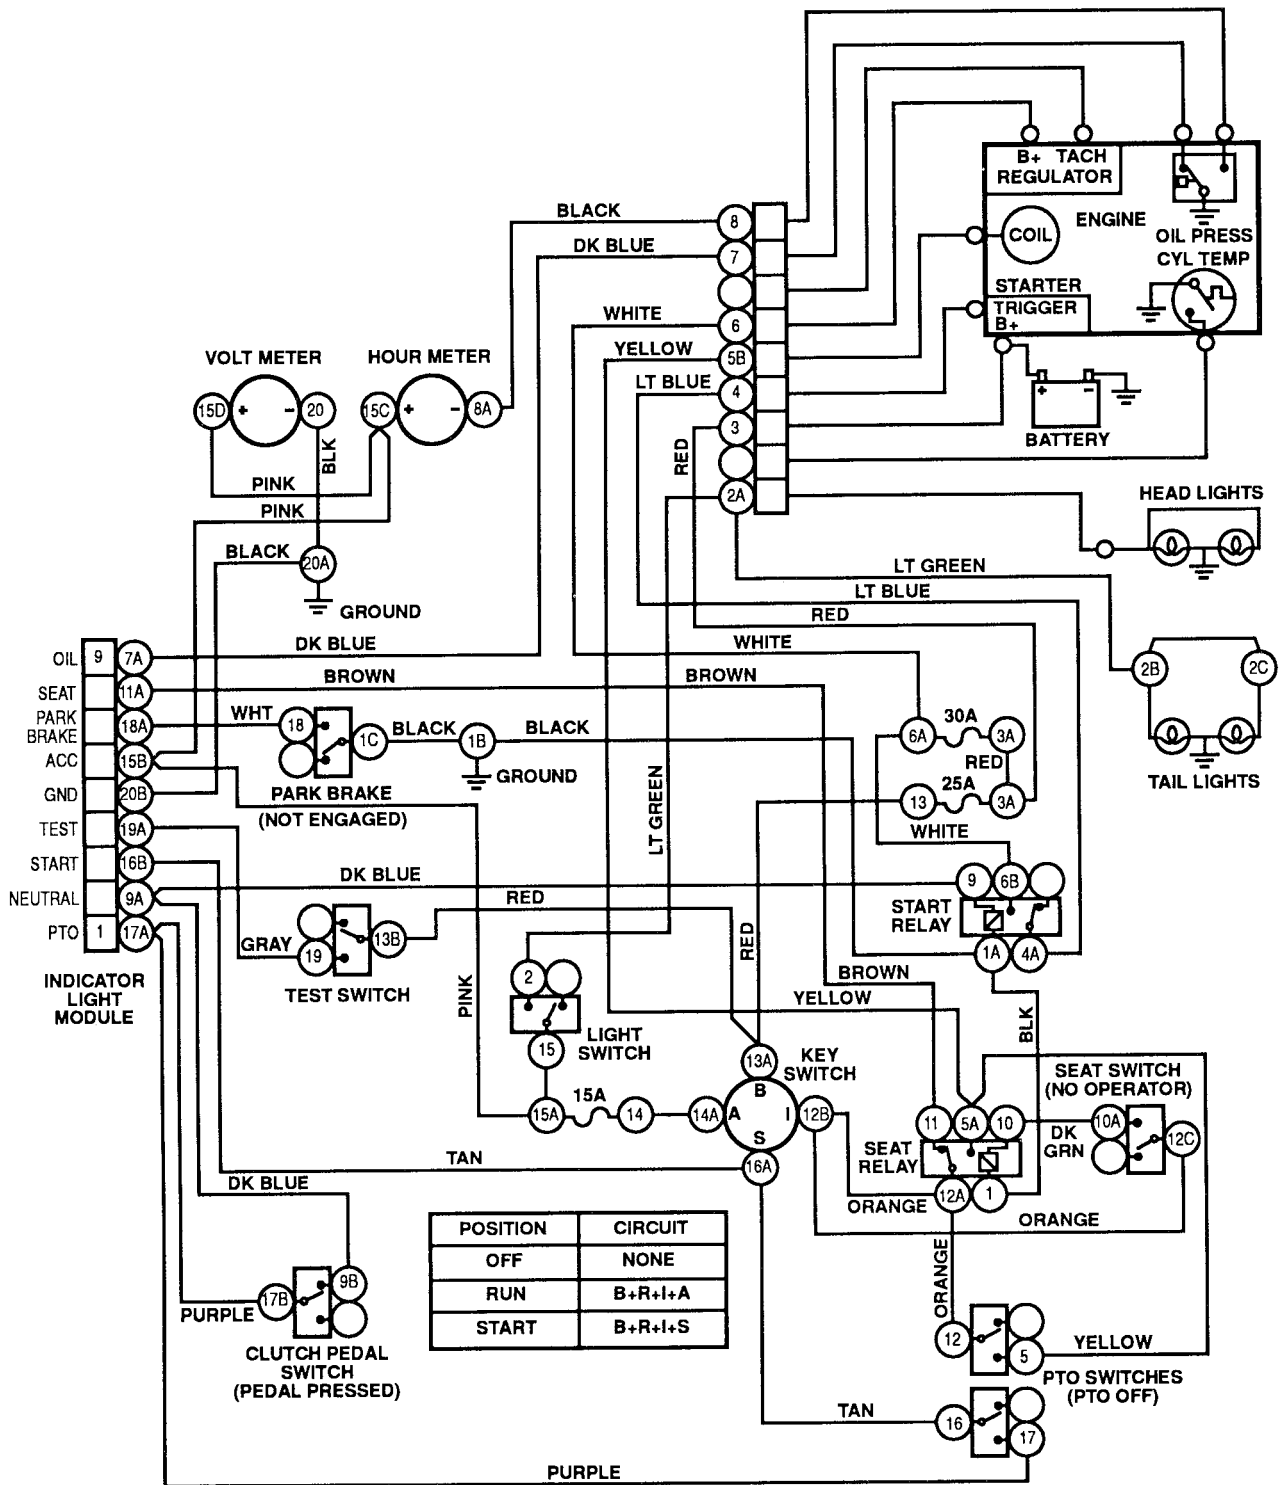 B+ TACH
REGULATOR
ENGINE
COIL
OIL PRESS
CYL TEMP
STARTER
TRIGGER
B+
+ -
BATTERY
BLACK
8
DK BLUE
7
WHITE
6
YELLOW
5B
LT BLUE
4
RED
3
2A
VOLT METER
HOUR METER
15D + - 20
15C + - 8A
BLK
PINK
PINK
BLACK
20A
GROUND
HEAD LIGHTS
LT GREEN
LT BLUE
RED
WHITE
2B
2C
TAIL LIGHTS
OIL 9 7A
DK BLUE
SEAT 11A
BROWN
BROWN
PARK
BRAKE
18A
WHT
18
1C
BLACK
1B
BLACK
GROUND
ACC 15B
PARK BRAKE
(NOT ENGAGED)
GND 20B
TEST 19A
START 16B
NEUTRAL 9A
PTO 1 17A
INDICATOR
LIGHT
MODULE
6A
30A
3A
RED
13
25A
3A
WHITE
LT GREEN
DK BLUE
9
6B
START
RELAY
1A
4A
RED
GRAY
19
13B
TEST SWITCH
RED
PINK
2
LIGHT
SWITCH
15
BROWN
YELLOW
BLK
13A
KEY
SWITCH
15A
15A
14
14A
B
A
I
S
12B
16A
11
5A
10
SEAT
RELAY
12A
1
SEAT SWITCH
(NO OPERATOR)
DK
GRN
10A
12C
TAN
DK BLUE
ORANGE
ORANGE
ORANGE
POSITION CIRCUIT
OFF NONE
RUN B+R+I+A
START B+R+I+S
17B
9B
PURPLE
CLUTCH PEDAL
SWITCH
(PEDAL PRESSED)
12
5
YELLOW
PTO SWITCHES
(PTO OFF)
TAN
16
17
PURPLE